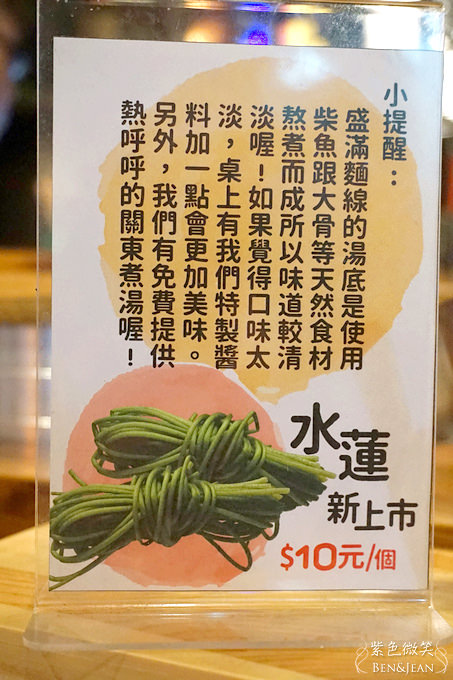 小提醒：
盛滿麵線的湯底是使用
柴魚跟大骨等天然食材
熬煮而成所以味道較清
淡喔！如果覺得口味太
淡，桌上有我們特製醬
料加一點會更加美味。
另外，我們有免費提供
熱呼呼的關東煮湯喔！
水蓮
新上市
$10元/個
紫色微笑
BEN&JEAN